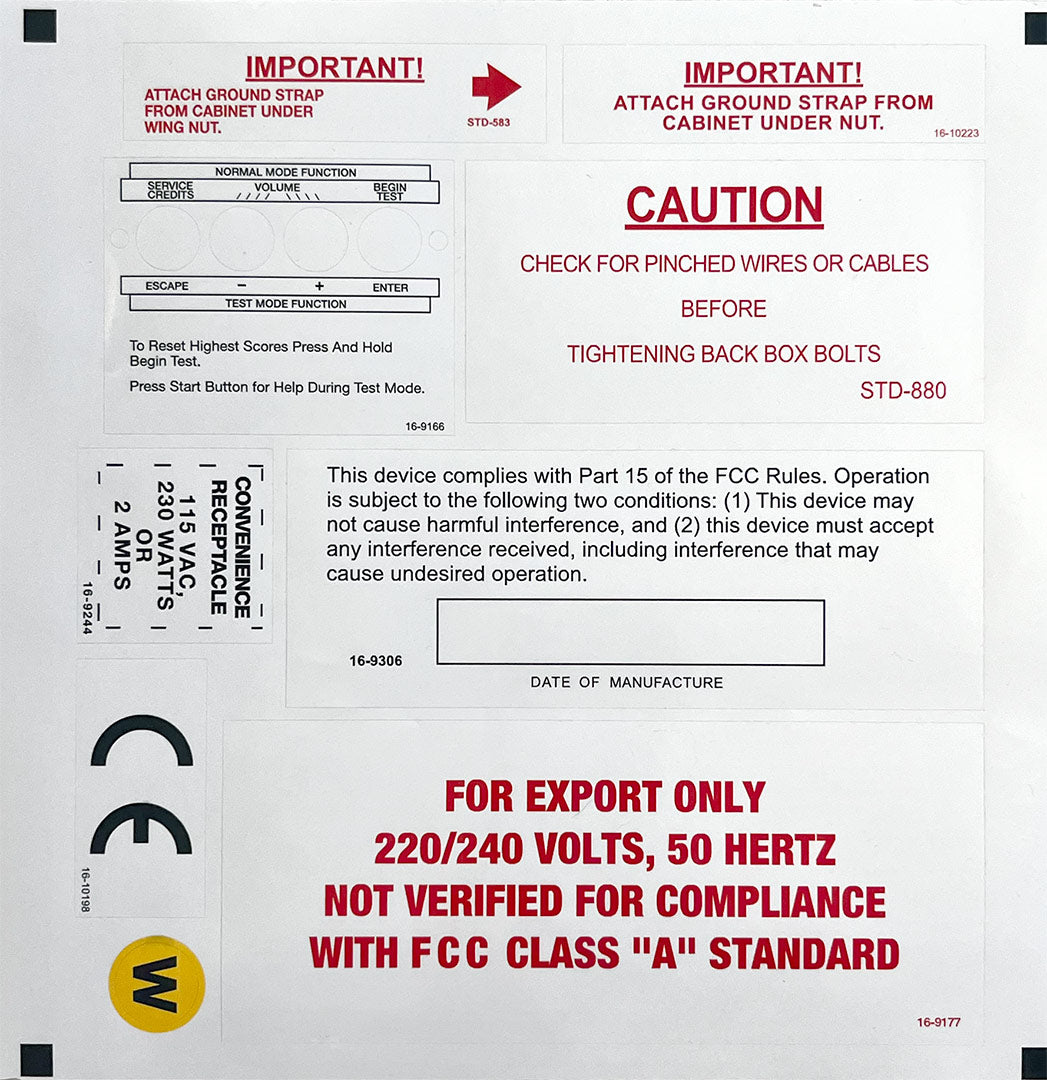 IMPORTANT!
ATTACH GROUND STRAP
FROM CABINET UNDER
WING NUT.
STD-583
IMPORTANT!
ATTACH GROUND STRAP FROM
CABINET UNDER NUT.
16-10223
NORMAL MODE FUNCTION
SERVICE CREDITS VOLUME BEGIN TEST
ESCAPE − + ENTER
TEST MODE FUNCTION
To Reset Highest Scores Press And Hold
Begin Test.
Press Start Button for Help During Test Mode.
16-9166
CAUTION
CHECK FOR PINCHED WIRES OR CABLES
BEFORE
TIGHTENING BACK BOX BOLTS
STD-880
CONVENIENCE
RECEPTACLE
115 VAC,
230 WATTS
OR
2 AMPS
16-9244
This device complies with Part 15 of the FCC Rules. Operation
is subject to the following two conditions: (1) This device may
not cause harmful interference, and (2) this device must accept
any interference received, including interference that may
cause undesired operation.
16-9306
DATE OF MANUFACTURE
CE
16-10198
W
FOR EXPORT ONLY
220/240 VOLTS, 50 HERTZ
NOT VERIFIED FOR COMPLIANCE
WITH F C C CLASS "A" STANDARD
16-9177